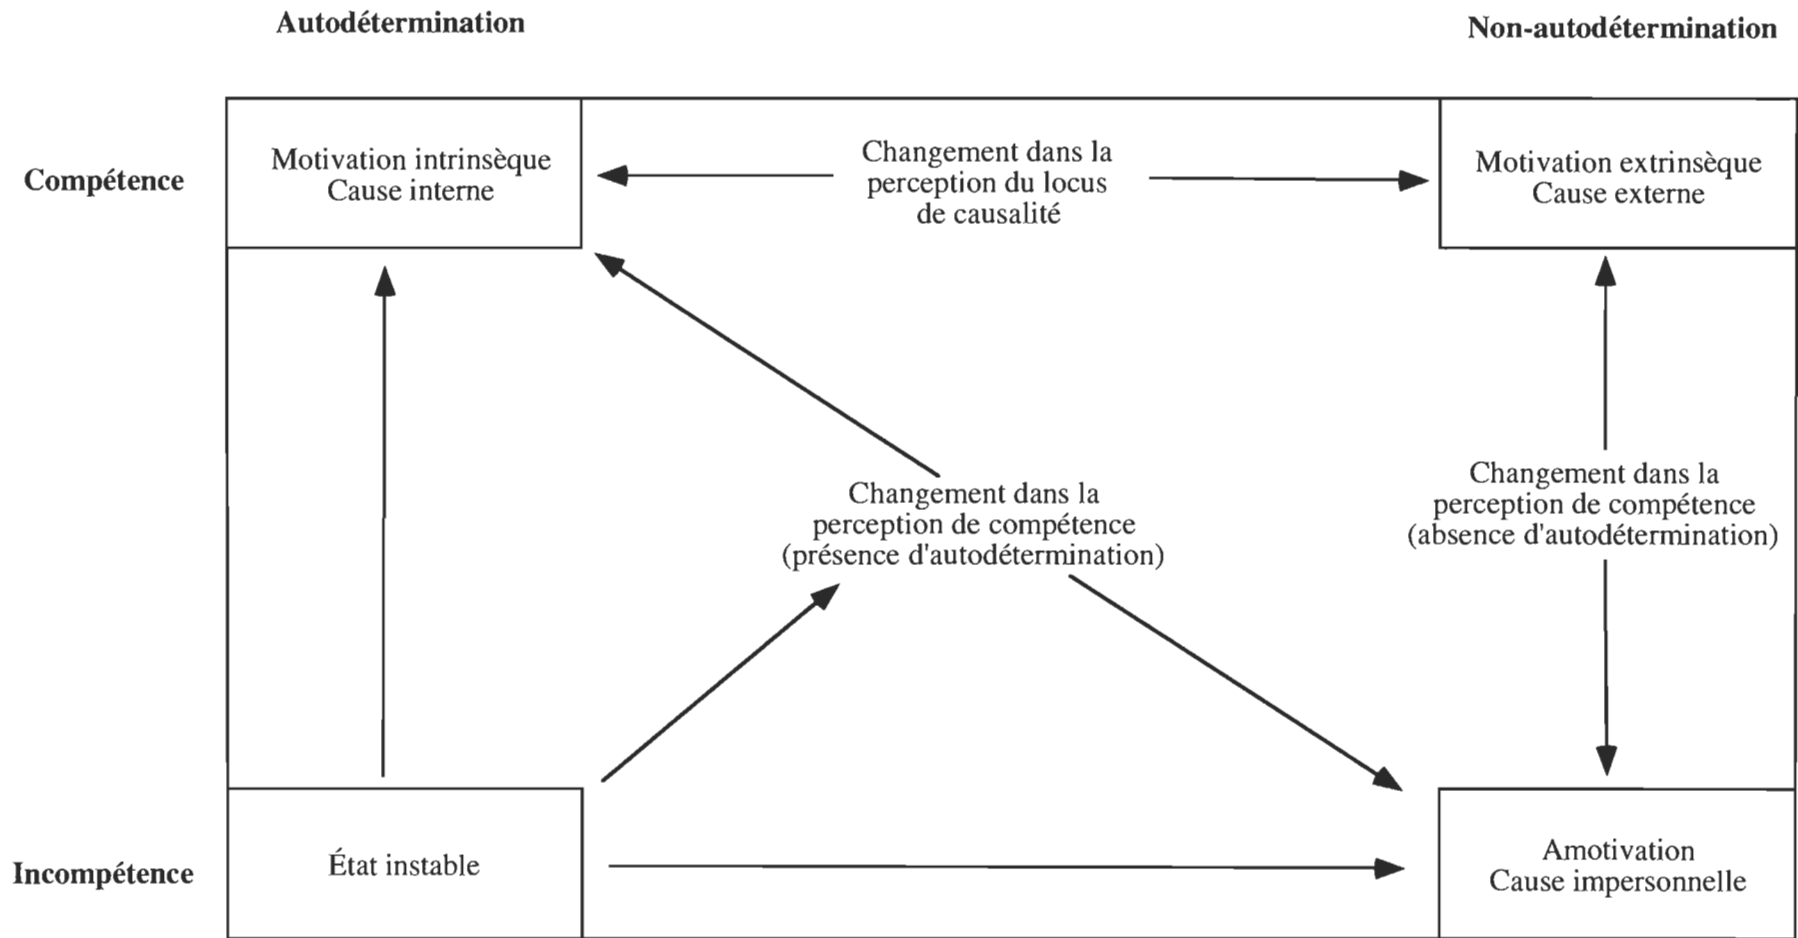 Autodétermination
Non-autodétermination
Compétence
Motivation intrinsèque
Cause interne
Changement dans la
perception du locus
de causalité
Motivation extrinsèque
Cause externe
Changement dans la
perception de compétence
(présence d'autodétermination)
Changement dans la
perception de compétence
(absence d'autodétermination)
Incompétence
État instable
Amotivation
Cause impersonnelle